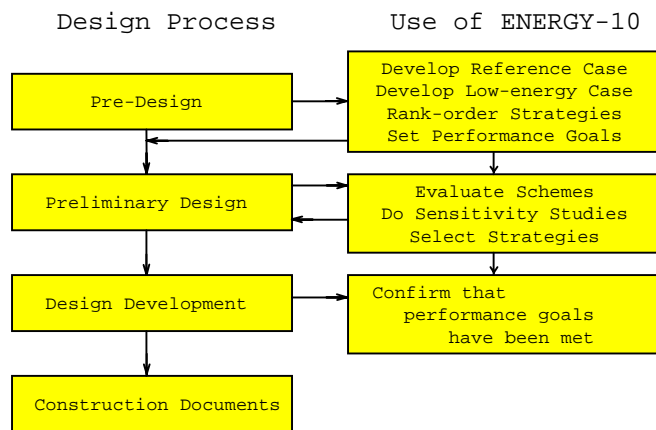 Design Process
Use of ENERGY-10
Pre-Design
Develop Reference Case
Develop Low-energy Case
Rank-order Strategies
Set Performance Goals
Preliminary Design
Evaluate Schemes
Do Sensitivity Studies
Select Strategies
Design Development
Confirm that
performance goals
have been met
Construction Documents